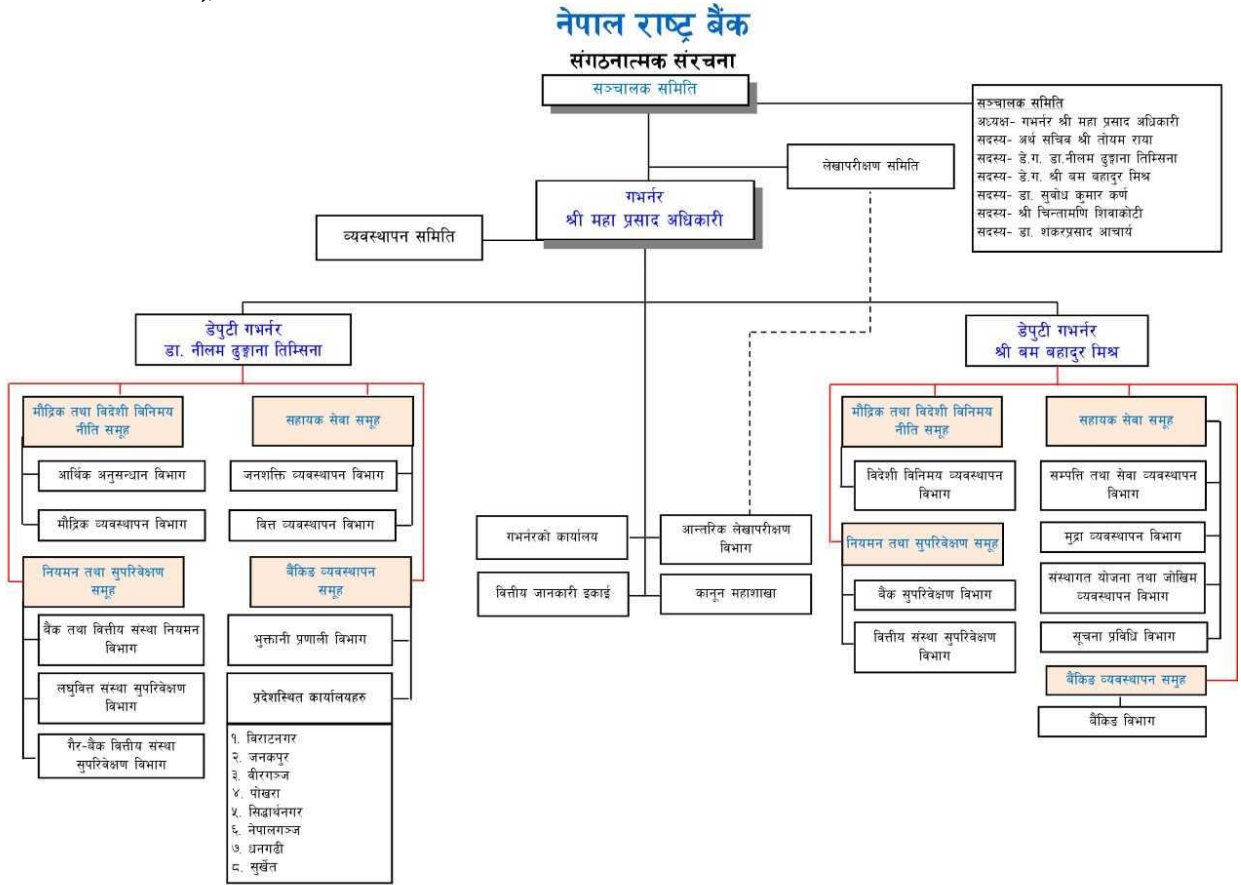 नेपाल राष्ट्र बैंक
संगठनात्मक संरचना
सञ्चालक समिति
सञ्चालक समिति
अध्यक्ष- गभर्नर श्री महा प्रसाद अधिकारी
सदस्य- अर्थ सचिव श्री तोयम राया
सदस्य- डे.ग. डा.नीलम ढुङ्गाना तिम्सिना
सदस्य- डे.ग. श्री बम बहादुर मिश्र
सदस्य- डा. सुबोध कुमार कर्ण
सदस्य- श्री चिन्तामणि शिवाकोटी
सदस्य- डा. शंकरप्रसाद आचार्य
लेखापरीक्षण समिति
गभर्नर
श्री महा प्रसाद अधिकारी
व्यवस्थापन समिति
डेपुटी गभर्नर
डा. नीलम ढुङ्गाना तिम्सिना
मौद्रिक तथा विदेशी विनिमय
नीति समूह
आर्थिक अनुसन्धान विभाग
मौद्रिक व्यवस्थापन विभाग
नियमन तथा सुपरिवेक्षण
समूह
बैंक तथा वित्तीय संस्था नियमन
विभाग
लघुवित्त संस्था सुपरिवेक्षण
विभाग
गैर-बैंक वित्तीय संस्था
सुपरिवेक्षण विभाग
सहायक सेवा समूह
जनशक्ति व्यवस्थापन विभाग
वित्त व्यवस्थापन विभाग
बैंकिङ व्यवस्थापन
समूह
भुक्तानी प्रणाली विभाग
प्रदेशस्थित कार्यालयहरु
१. विराटनगर
२. जनकपुर
३. वीरगञ्ज
४. पोखरा
५. सिद्धार्थनगर
६. नेपालगञ्ज
७. धनगढी
८. सुर्खेत
गभर्नरको कार्यालय
आन्तरिक लेखापरीक्षण
विभाग
वित्तीय जानकारी इकाई
कानून महाशाखा
डेपुटी गभर्नर
श्री बम बहादुर मिश्र
मौद्रिक तथा विदेशी विनिमय
नीति समूह
विदेशी विनिमय व्यवस्थापन
विभाग
नियमन तथा सुपरिवेक्षण समूह
बैंक सुपरिवेक्षण विभाग
वित्तीय संस्था सुपरिवेक्षण
विभाग
सहायक सेवा समूह
सम्पत्ति तथा सेवा व्यवस्थापन
विभाग
मुद्रा व्यवस्थापन विभाग
संस्थागत योजना तथा जोखिम
व्यवस्थापन विभाग
सूचना प्रविधि विभाग
बैंकिङ व्यवस्थापन समुह
बैंकिङ विभाग